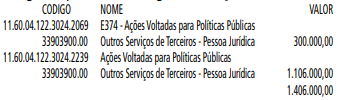 CODIGO NOME VALOR
11.60.04.122.3024.2069 E374 - Ações Voltadas para Políticas Públicas
33903900.00 Outros Serviços de Terceiros - Pessoa Jurídica 300.000,00
11.60.04.122.3024.2239 Ações Voltadas para Políticas Públicas
33903900.00 Outros Serviços de Terceiros - Pessoa Jurídica 1.106.000,00
1.406.000,00